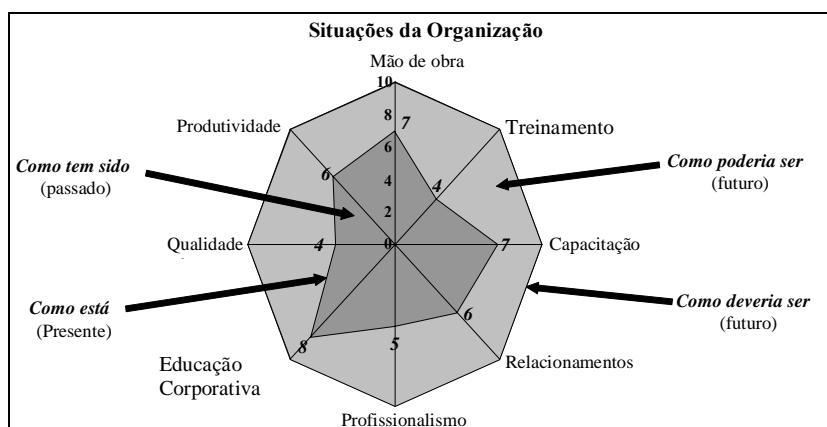 Situações da Organização
Mão de obra
10
Produtividade
8
7
Treinamento
6
Como tem sido
(passado)
6
4
4
Como poderia ser
(futuro)
2
Qualidade
4
0
7
Capacitação
Como está
(Presente)
Como deveria ser
(futuro)
6
8
5
Educação
Corporativa
Relacionamentos
Profissionalismo